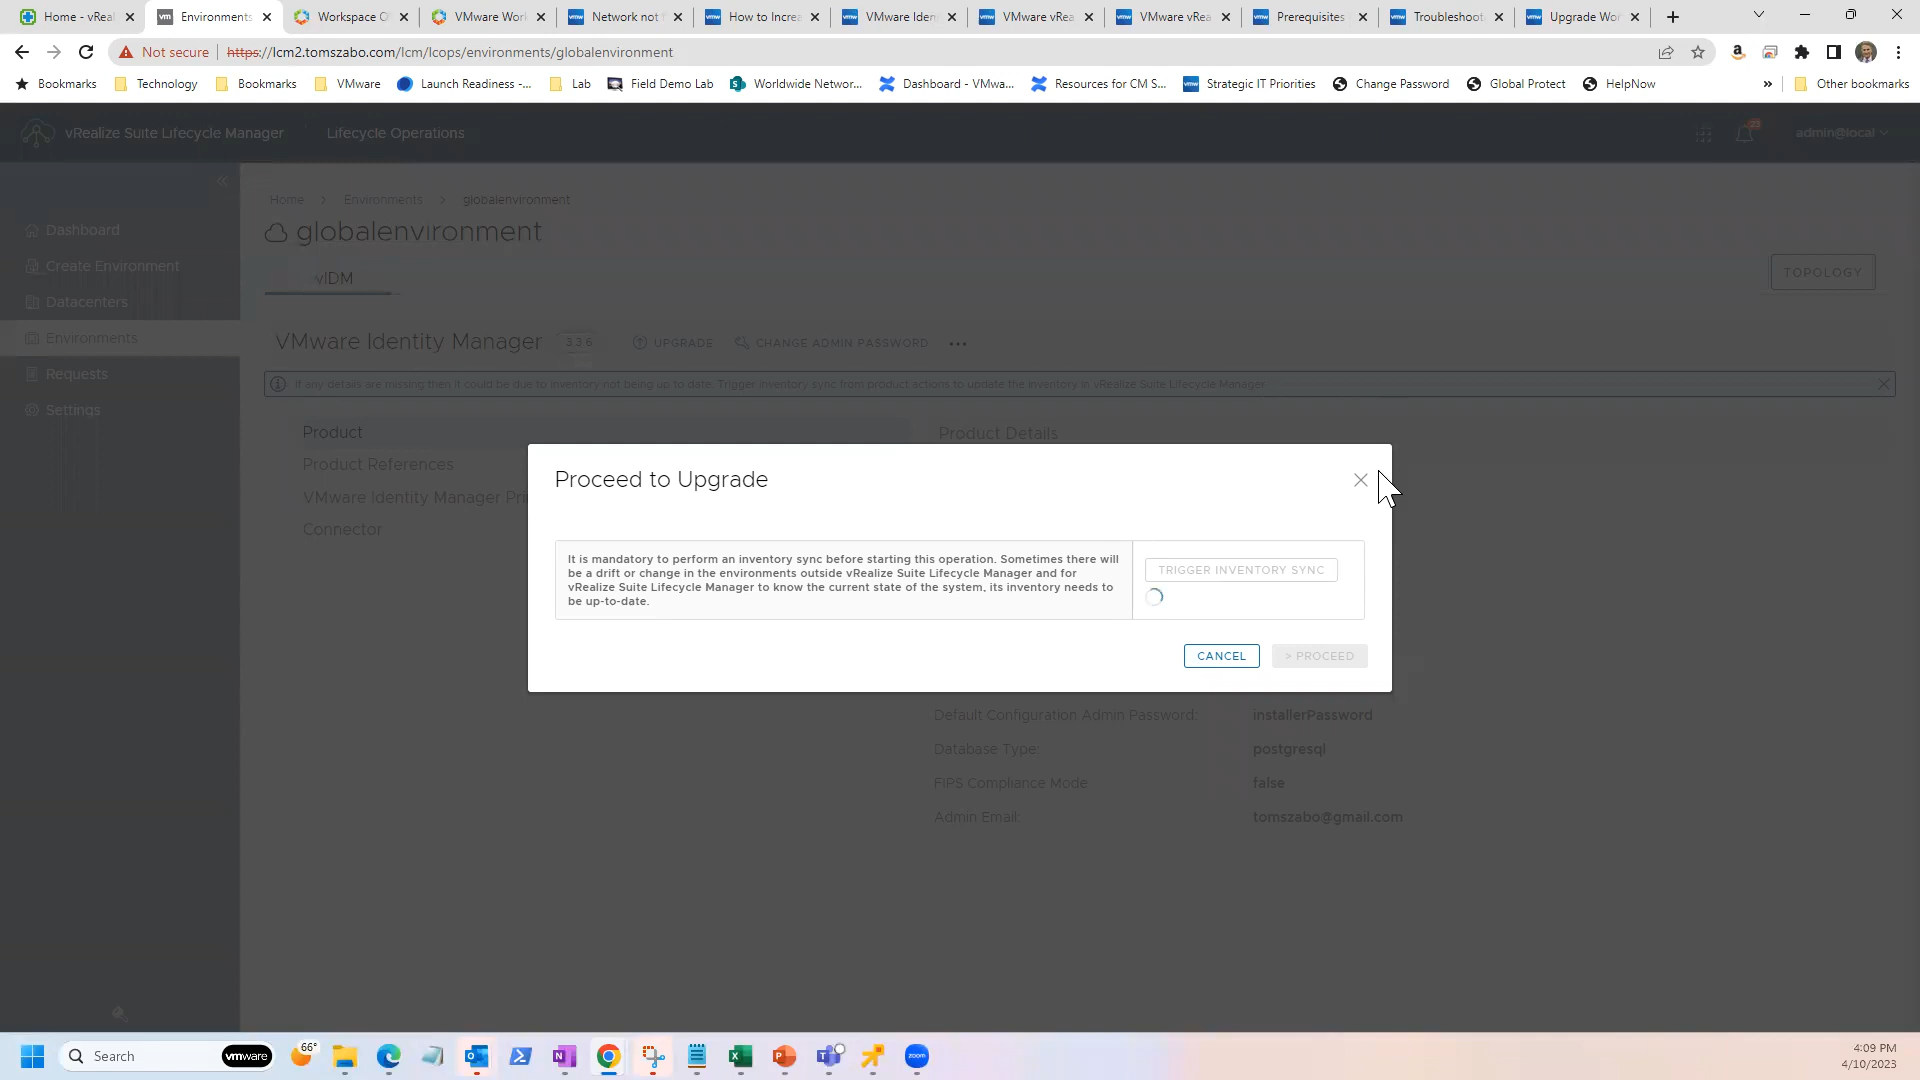 Home - vReal
Environments
Workspace O
VMware Work
Network not f
How to Increa
VMware Iden
VMware vRea
VMware vRea
Prerequisites
Troubleshoot
Upgrade Wor
Not secure
https://lcm2.tomszabo.com/lcm/lcops/environments/globalenvironment
Bookmarks
Technology
Bookmarks
VMware
Launch Readiness -...
Lab
Field Demo Lab
Worldwide Networ...
Dashboard - VMwa...
Resources for CM S...
Strategic IT Priorities
Change Password
Global Protect
HelpNow
»
Other bookmarks
vRealize Suite Lifecycle Manager
Lifecycle Operations
admin@local
Home > Environments > globalenvironment
globalenvironment
Dashboard
Create Environment
Datacenters
Environments
Requests
Settings
vIDM
TOPOLOGY
VMware Identity Manager
3.3.6
UPGRADE
CHANGE ADMIN PASSWORD
If any details are missing then it could be due to inventory not being up to date. Trigger inventory sync from product actions to update the inventory in vRealize Suite Lifecycle Manager
Product
Product References
VMware Identity Manager Pri
Connector
Product Details
Proceed to Upgrade
It is mandatory to perform an inventory sync before starting this operation. Sometimes there will
be a drift or change in the environments outside vRealize Suite Lifecycle Manager and for
vRealize Suite Lifecycle Manager to know the current state of the system, its inventory needs to
be up-to-date.
TRIGGER INVENTORY SYNC
CANCEL
> PROCEED
Default Configuration Admin Password:
installerPassword
Database Type:
postgresql
FIPS Compliance Mode
false
Admin Email:
tomszabo@gmail.com
Search
vmware
66°
zoom
4:09 PM
4/10/2023